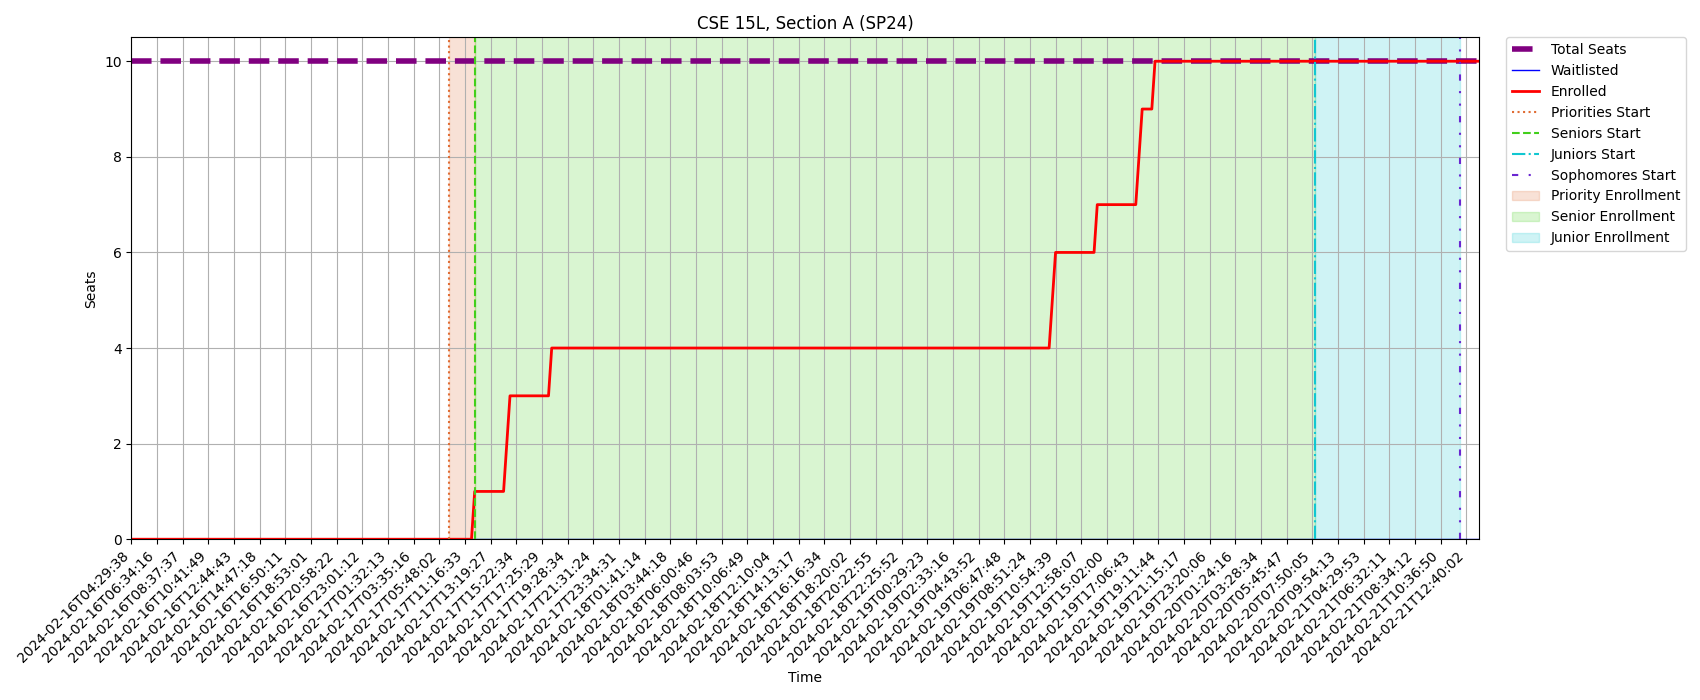 CSE 15L, Section A (SP24)
10
8
6
4
2
0
Seats
2024-02-16T04:29:38
2024-02-16T06:34:16
2024-02-16T08:37:37
2024-02-16T10:41:49
2024-02-16T12:44:43
2024-02-16T14:47:18
2024-02-16T16:50:11
2024-02-16T18:53:01
2024-02-16T20:58:22
2024-02-16T23:01:12
2024-02-17T01:32:13
2024-02-17T03:35:16
2024-02-17T05:48:02
2024-02-17T11:16:33
2024-02-17T13:19:27
2024-02-17T15:22:34
2024-02-17T17:25:29
2024-02-17T19:28:34
2024-02-17T21:31:24
2024-02-17T23:34:31
2024-02-18T01:41:14
2024-02-18T03:44:18
2024-02-18T06:00:46
2024-02-18T08:03:53
2024-02-18T10:06:49
2024-02-18T12:10:04
2024-02-18T14:13:17
2024-02-18T16:16:34
2024-02-18T18:20:02
2024-02-18T20:22:55
2024-02-18T22:25:52
2024-02-19T00:29:23
2024-02-19T02:33:16
2024-02-19T04:43:52
2024-02-19T06:47:48
2024-02-19T08:51:24
2024-02-19T10:54:39
2024-02-19T12:58:07
2024-02-19T15:02:00
2024-02-19T17:06:43
2024-02-19T19:11:44
2024-02-19T21:15:17
2024-02-19T23:20:06
2024-02-20T01:24:16
2024-02-20T03:28:34
2024-02-20T05:45:47
2024-02-20T07:50:05
2024-02-20T09:54:13
2024-02-21T04:29:53
2024-02-21T06:32:11
2024-02-21T08:34:12
2024-02-21T10:36:50
2024-02-21T12:40:02
Time
Total Seats
Waitlisted
Enrolled
Priorities Start
Seniors Start
Juniors Start
Sophomores Start
Priority Enrollment
Senior Enrollment
Junior Enrollment